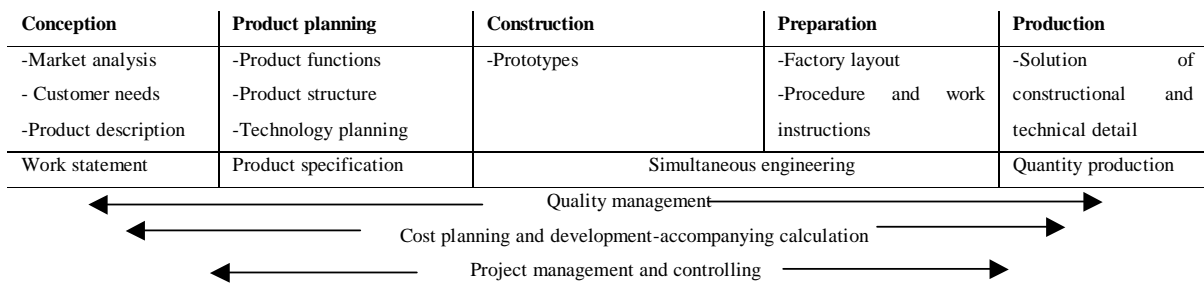 Conception Product planning Construction Preparation Production
-Market analysis -Product functions -Prototypes -Factory layout -Solution of
- Customer needs -Product structure -Procedure and work constructional and
-Product description -Technology planning instructions technical detail
Work statement Product specification Simultaneous engineering Quantity production
Quality management
Cost planning and development-accompanying calculation
Project management and controlling